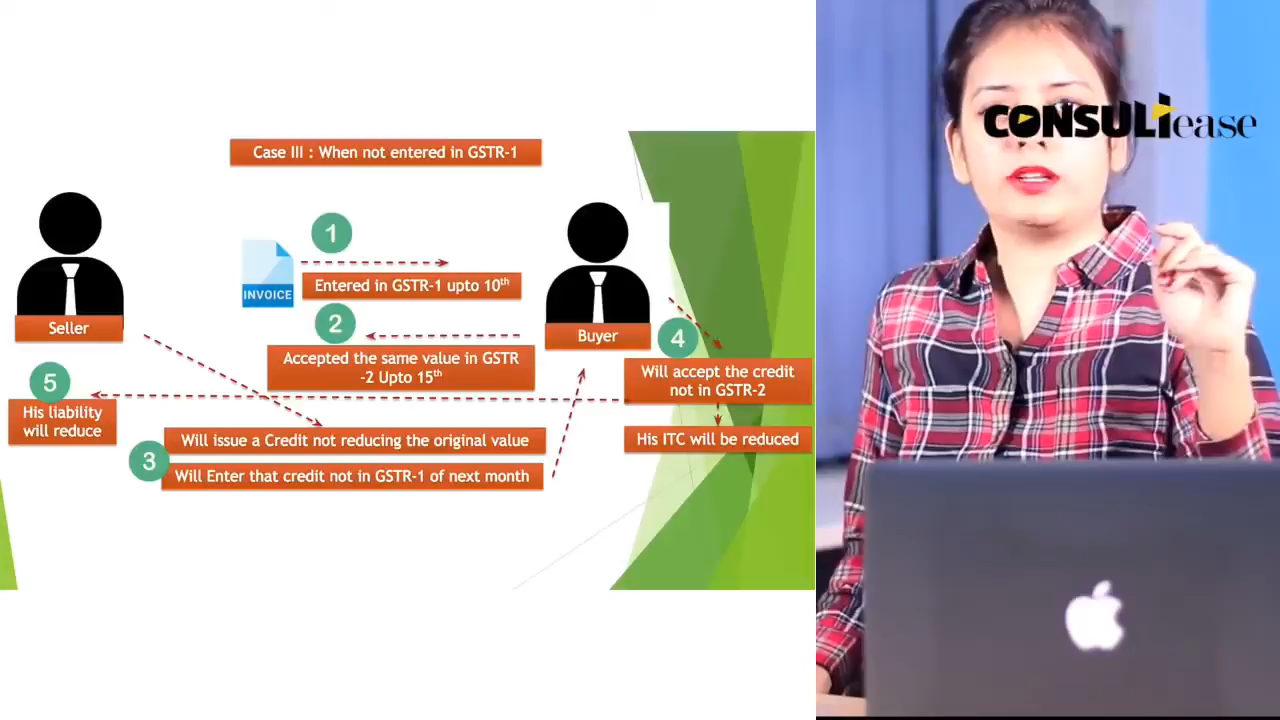 Case III : When not entered in GSTR-1
1
INVOICE
Entered in GSTR-1 upto 10th
Seller
2
Buyer
Accepted the same value in GSTR
-2 Upto 15th
4
Will accept the credit
not in GSTR-2
5
His liability
will reduce
3
Will issue a Credit not reducing the original value
Will Enter that credit not in GSTR-1 of next month
His ITC will be reduced
CONSULTease